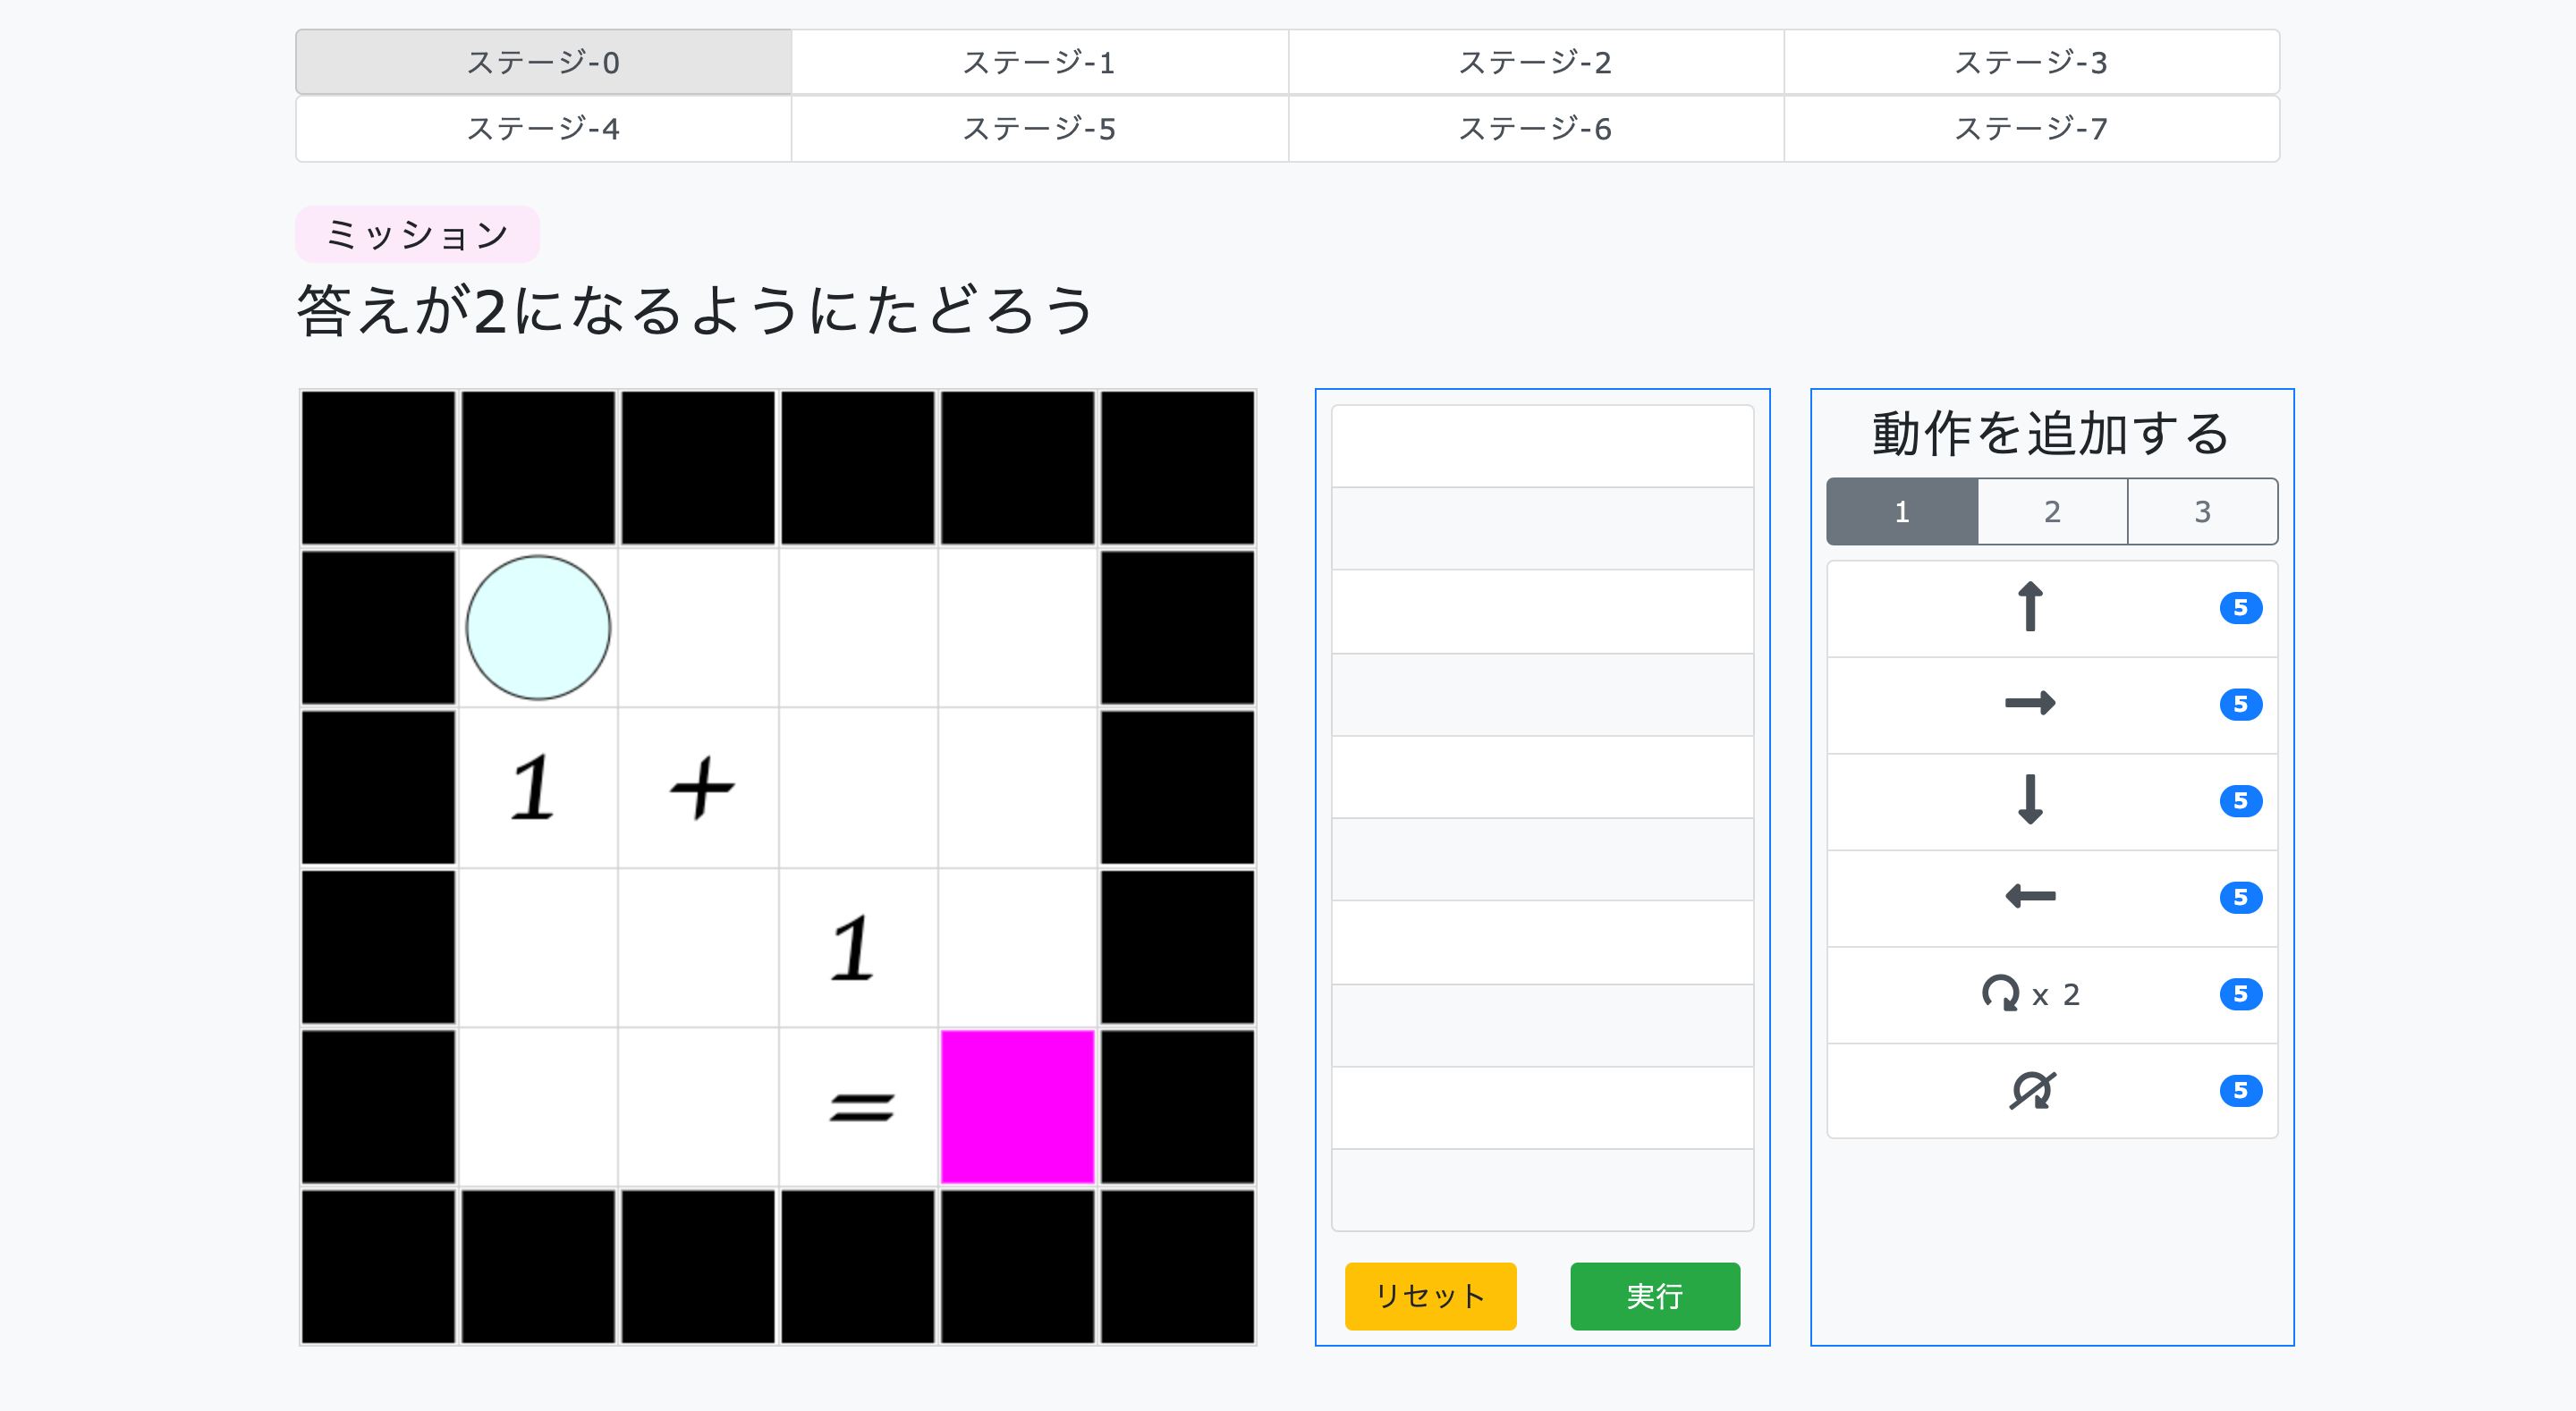 ステージ-0 ステージ-1 ステージ-2 ステージ-3
ステージ-4 ステージ-5 ステージ-6 ステージ-7
ミッション
答えが2になるようにたどろう
動作を追加する
1 2 3
5
5
1 +
5
5
1
x 2 5
5
=
リセット 実行